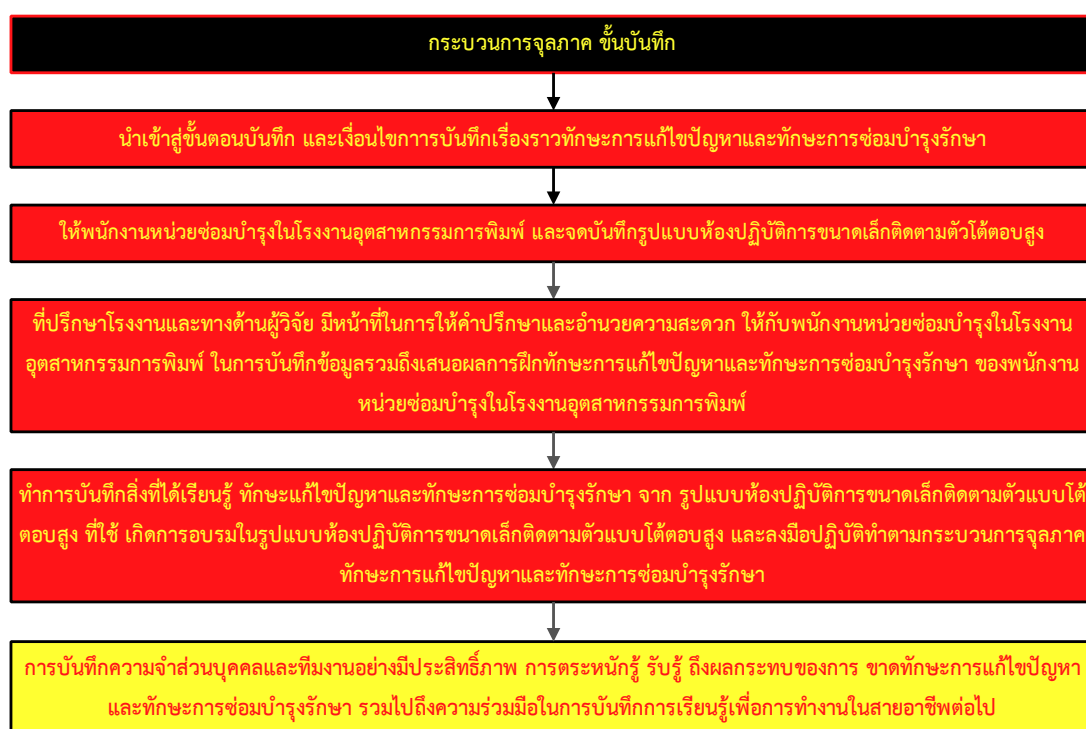 กระบวนการจุลภาค ขั้นบันทึก
นำเข้าสู่ขั้นตอนบันทึก และเงื่อนไขกาารบันทึกเรื่องราวทักษะการแก้ไขปัญหาและทักษะการซ่อมบำรุงรักษา
ให้พนักงานหน่วยซ่อมบำรุงในโรงงานอุตสาหกรรมการพิมพ์ และจดบันทึกรูปแบบห้องปฏิบัติการขนาดเล็กติดตามตัวโต้ตอบสูง
ที่ปรึกษาโรงงานและทางด้านผู้วิจัย มีหน้าที่ในการให้คำปรึกษาและอำนวยความสะดวก ให้กับพนักงานหน่วยซ่อมบำรุงในโรงงาน
อุตสาหกรรมการพิมพ์ ในการบันทึกข้อมูลรวมถึงเสนอผลการฝึกทักษะการแก้ไขปัญหาและทักษะการซ่อมบำรุงรักษา ของพนักงาน
หน่วยซ่อมบำรุงในโรงงานอุตสาหกรรมการพิมพ์
ทำการบันทึกสิ่งที่ได้เรียนรู้ ทักษะแก้ไขปัญหาและทักษะการซ่อมบำรุงรักษา จาก รูปแบบห้องปฏิบัติการขนาดเล็กติดตามตัวแบบโต้
ตอบสูง ที่ใช้ เกิดการอบรมในรูปแบบห้องปฏิบัติการขนาดเล็กติดตามตัวแบบโต้ตอบสูง และลงมือปฏิบัติทำตามกระบวนการจุลภาค
ทักษะการแก้ไขปัญหาและทักษะการซ่อมบำรุงรักษา
การบันทึกความจำส่วนบุคคลและทีมงานอย่างมีประสิทธิ์ภาพ การตระหนักรู้ รับรู้ ถึงผลกระทบของการ ขาดทักษะการแก้ไขปัญหา
และทักษะการซ่อมบำรุงรักษา รวมไปถึงความร่วมมือในการบันทึกการเรียนรู้เพื่อการทำงานในสายอาชีพต่อไป